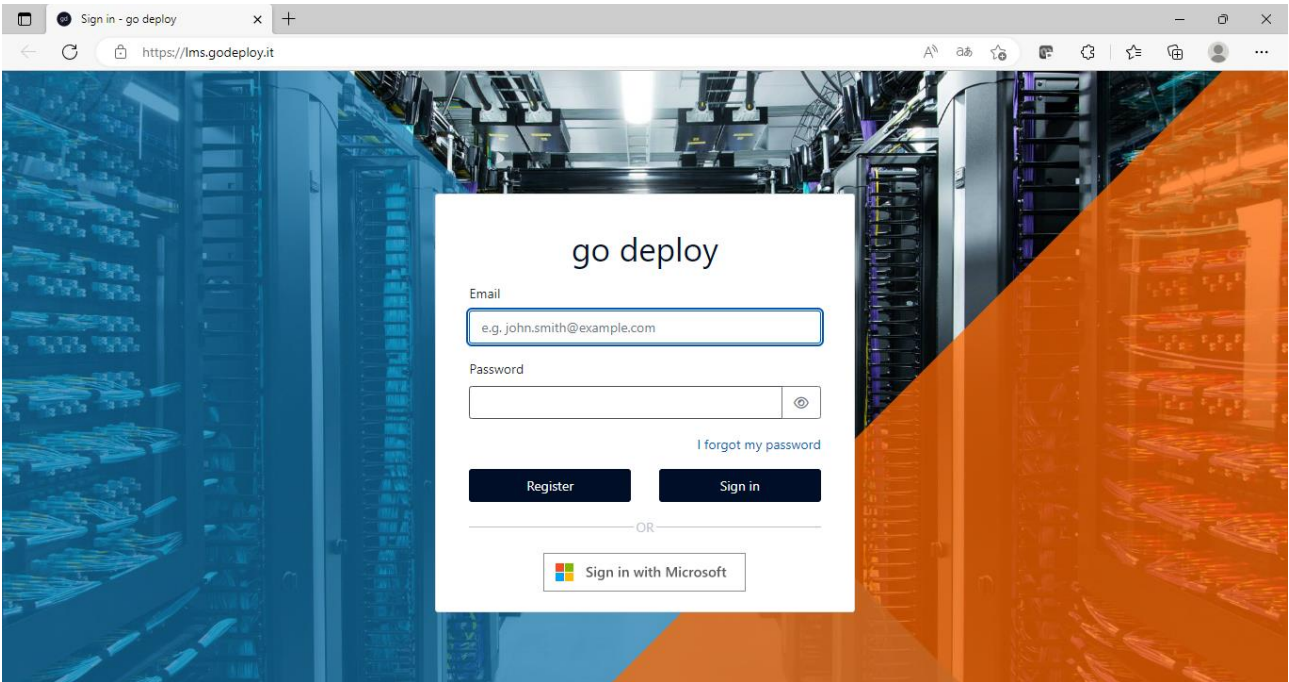 Sign in - go deploy
https://lms.godeploy.it
go deploy
Email
e.g. john.smith@example.com
Password
I forgot my password
Register
Sign in
OR
Sign in with Microsoft